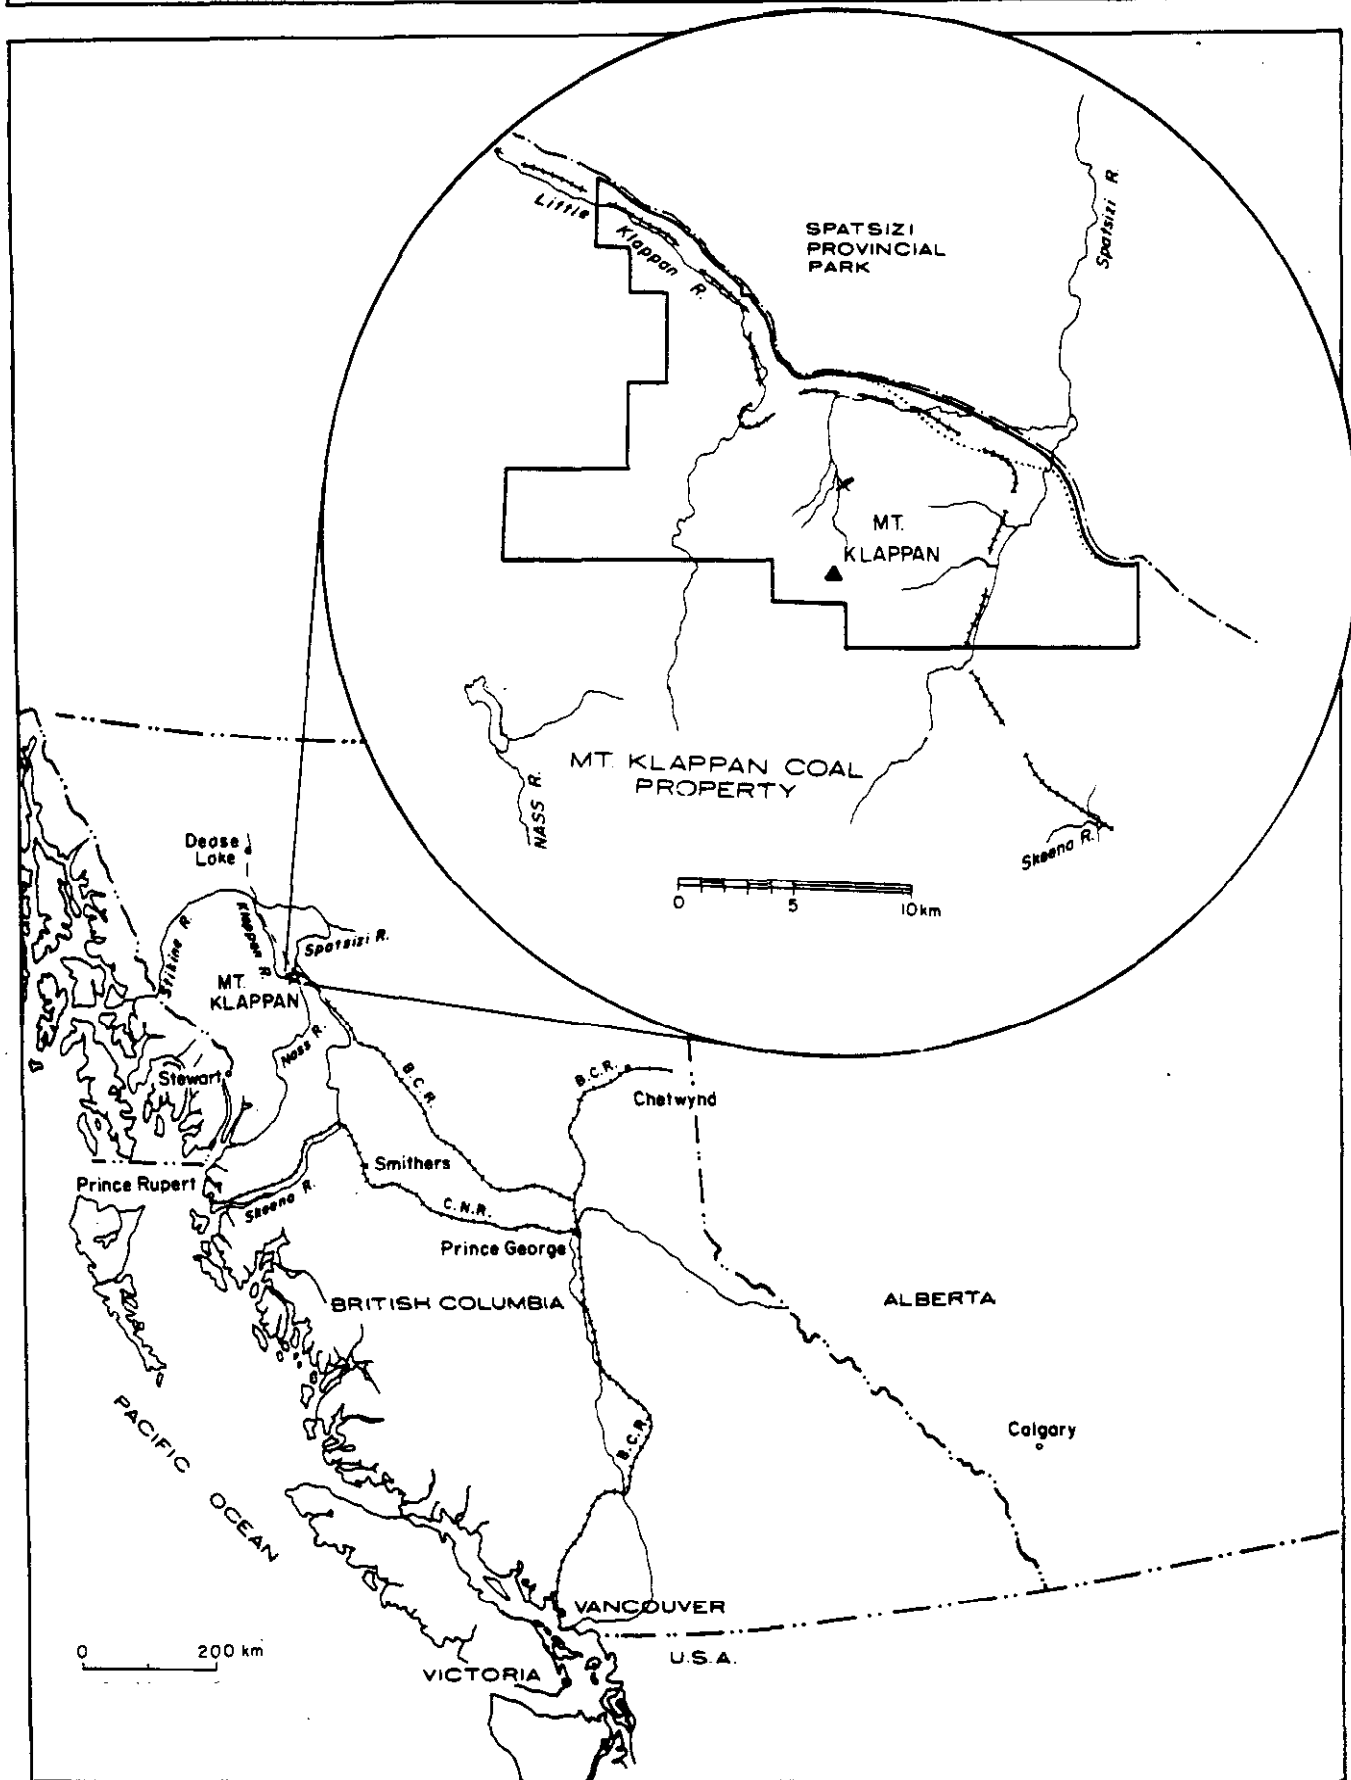 SPATSIZI
PROVINCIAL
PARK
Spatsizi R.
Little Klappan R.
MT.
KLAPPAN
NASS R.
MT. KLAPPAN COAL
PROPERTY
Skeena R.
0 5 10 km
Dease
Lake
Stikine R.
Klappan R.
Spatsizi R.
MT.
KLAPPAN
Nass R.
Stewart
B.C.R.
B.C.R.
Chetwynd
Smithers
Prince Rupert
Skeena R.
C.N.R.
Prince George
BRITISH COLUMBIA
ALBERTA
PACIFIC OCEAN
B.C.R.
Calgary
VANCOUVER
U.S.A.
VICTORIA
0 200 km